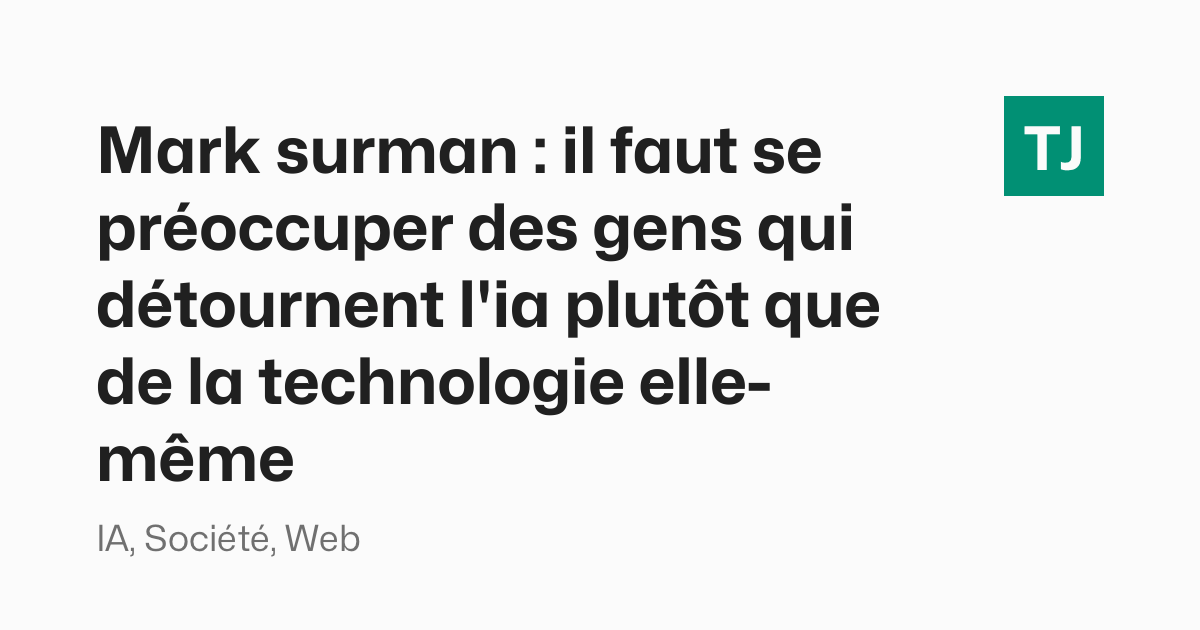 Mark surman : il faut se
préoccuper des gens qui
détournent l'ia plutôt que
de la technologie elle-
même
IA, Société, Web
TJ